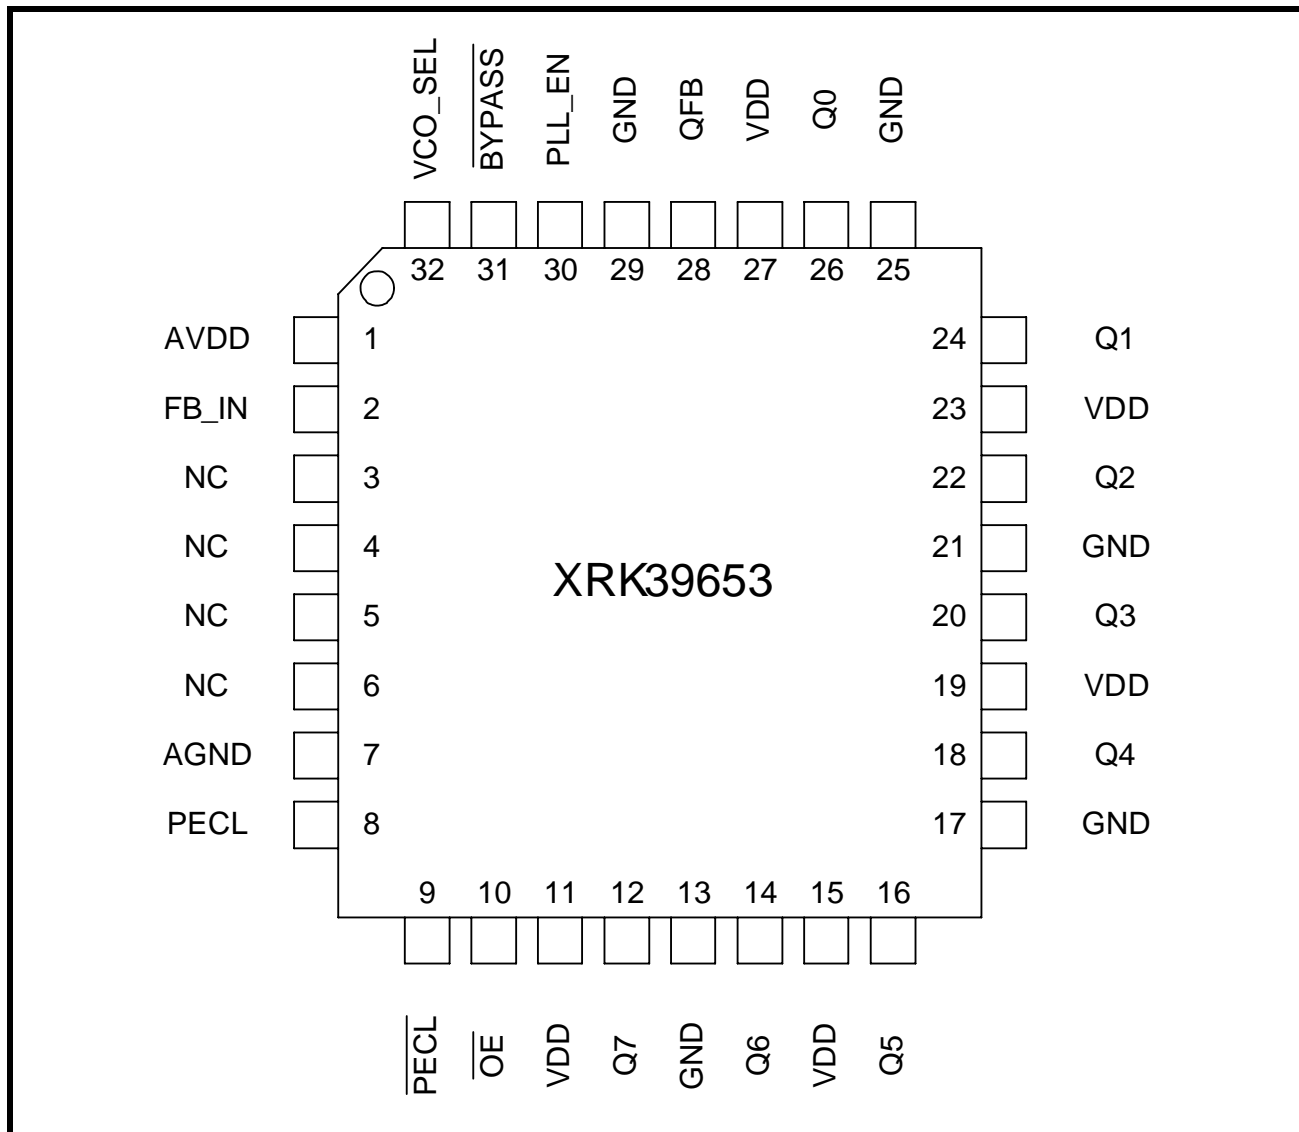 VCO_SEL
BYPASS
PLL_EN
GND
QFB
VDD
Q0
GND
32 31 30 29 28 27 26 25
AVDD 1 24 Q1
FB_IN 2 23 VDD
NC 3 22 Q2
NC 4 21 GND
XRK39653
NC 5 20 Q3
NC 6 19 VDD
AGND 7 18 Q4
PECL 8 17 GND
9 10 11 12 13 14 15 16
PECL
OE
VDD
Q7
GND
Q6
VDD
Q5